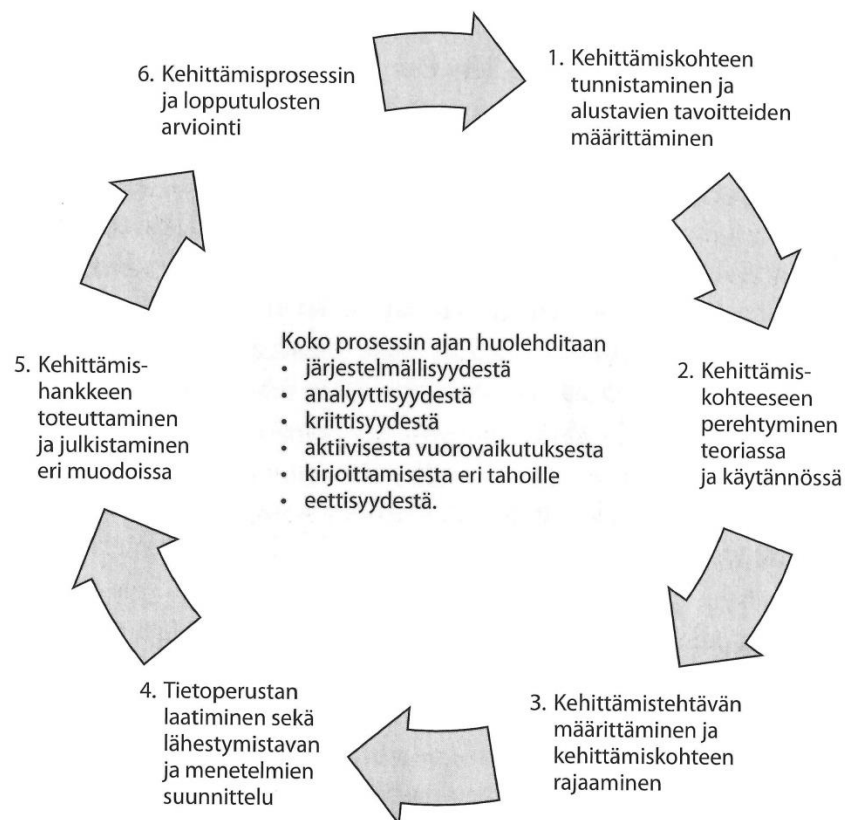 1. Kehittämiskohteen
tunnistaminen ja
alustavien tavoitteiden
määrittäminen
2. Kehittämis-
kohteeseen
perehtyminen
teoriassa
ja käytännössä
3. Kehittämistehtävän
määrittäminen ja
kehittämiskohteen
rajaaminen
4. Tietoperustan
laatiminen sekä
lähestymistavan
ja menetelmien
suunnittelu
5. Kehittämis-
hankkeen
toteuttaminen
ja julkistaminen
eri muodoissa
6. Kehittämisprosessin
ja lopputulosten
arviointi
Koko prosessin ajan huolehditaan
• järjestelmällisyydestä
• analyyttisyydestä
• kriittisyydestä
• aktiivisesta vuorovaikutuksesta
• kirjoittamisesta eri tahoille
• eettisyydestä.